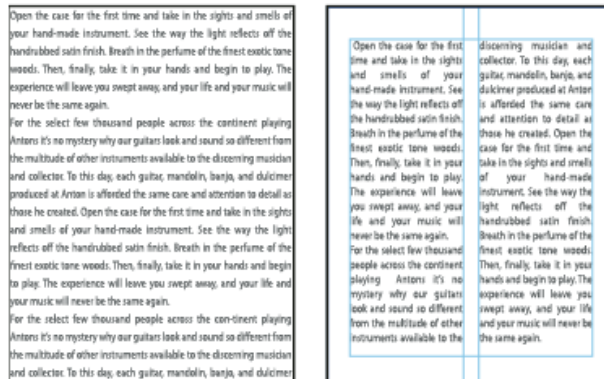 Open the case for the first time and take in the sights and smells of
your hand-made instrument. See the way the light reflects off the
handrubbed satin finish. Breath in the perfume of the finest exotic tone
woods. Then, finally, take it in your hands and begin to play. The
experience will leave you swept away, and your life and your music will
never be the same again.
For the select few thousand people across the continent playing
Antons it's no mystery why our guitars look and sound so different from
the multitude of other instruments available to the discerning musician
and collector. To this day, each guitar, mandolin, banjo, and dulcimer
produced at Anton is afforded the same care and attention to detail as
those he created. Open the case for the first time and take in the sights
and smells of your hand-made instrument. See the way the light
reflects off the handrubbed satin finish. Breath in the perfume of the
finest exotic tone woods. Then, finally, take it in your hands and begin
to play. The experience will leave you swept away, and your life and
your music will never be the same again.
For the select few thousand people across the con-tinent playing
Antons it's no mystery why our guitars look and sound so different from
the multitude of other instruments available to the discerning musician
and collector. To this day, each guitar, mandolin, banjo, and dulcimer
Open the case for the first
time and take in the sights
and smells of your
hand-made instrument. See
the way the light reflects off
the handrubbed satin finish.
Breath in the perfume of the
finest exotic tone woods.
Then, finally, take it in your
hands and begin to play.
The experience will leave
you swept away, and your
life and your music will
never be the same again.
For the select few thousand
people across the continent
playing Antons it's no
mystery why our guitars
look and sound so different
from the multitude of other
instruments available to the
discerning musician and
collector. To this day, each
guitar, mandolin, banjo, and
dulcimer produced at Anton
is afforded the same care
and attention to detail as
those he created. Open the
case for the first time and
take in the sights and smells
of your hand-made
instrument. See the way the
light reflects off the
handrubbed satin finish.
Breath in the perfume of the
finest exotic tone woods.
Then, finally, take it in your
hands and begin to play. The
experience will leave you
swept away, and your life
and your music will never be
the same again.